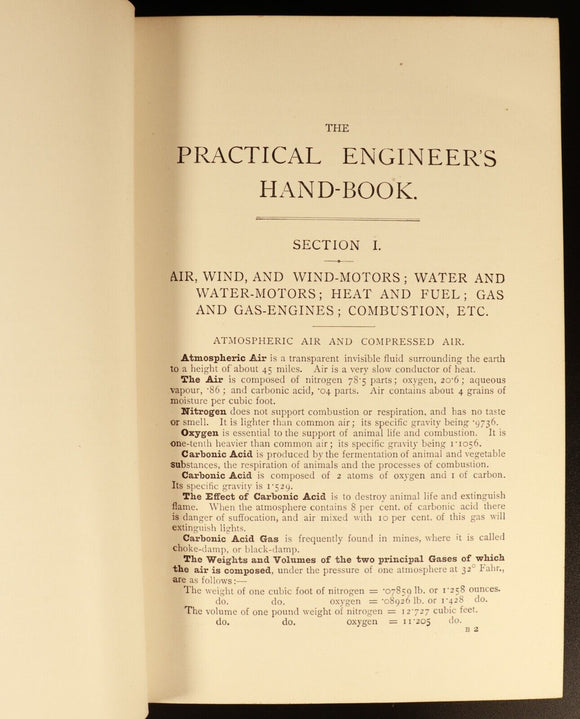 THE
PRACTICAL ENGINEER'S
HAND-BOOK.
SECTION I.
AIR, WIND, AND WIND-MOTORS; WATER AND
WATER-MOTORS; HEAT AND FUEL; GAS
AND GAS-ENGINES; COMBUSTION, ETC.
ATMOSPHERIC AIR AND COMPRESSED AIR.
Atmospheric Air is a transparent invisible fluid surrounding the earth
to a height of about 45 miles. Air is a very slow conductor of heat.
The Air is composed of nitrogen 78·5 parts; oxygen, 20·6; aqueous
vapour, ·86; and carbonic acid, ·04 parts. Air contains about 4 grains of
moisture per cubic foot.
Nitrogen does not support combustion or respiration, and has no taste
or smell. It is lighter than common air; its specific gravity being ·9736.
Oxygen is essential to the support of animal life and combustion. It is
one-tenth heavier than common air; its specific gravity being 1·1056.
Carbonic Acid is produced by the fermentation of animal and vegetable
substances, the respiration of animals and the processes of combustion.
Carbonic Acid is composed of 2 atoms of oxygen and 1 of carbon.
Its specific gravity is 1·529.
The Effect of Carbonic Acid is to destroy animal life and extinguish
flame. When the atmosphere contains 8 per cent. of carbonic acid there
is danger of suffocation, and air mixed with 10 per cent. of this gas will
extinguish lights.
Carbonic Acid Gas is frequently found in mines, where it is called
choke-damp, or black-damp.
The Weights and Volumes of the two principal Gases of which
the air is composed, under the pressure of one atmosphere at 32° Fahr.,
are as follows:—
The weight of one cubic foot of nitrogen = ·07859 lb. or 1·258 ounces.
do. do. oxygen = ·08926 lb. or 1·428 do.
The volume of one pound weight of nitrogen = 12·727 cubic feet.
do. do. oxygen = 11·205 do.
B 2